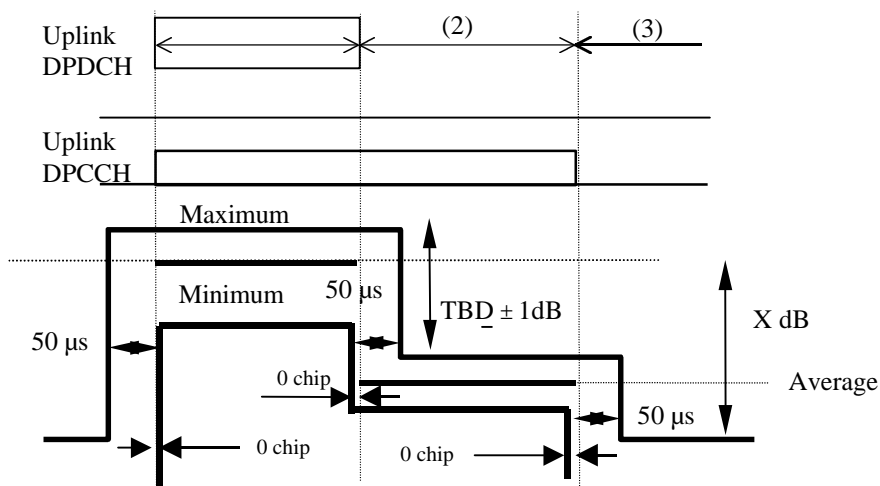 Uplink
DPDCH
(2)
(3)
Uplink
DPCCH
Maximum
Minimum
50 µs
TBD ± 1dB
X dB
50 µs
0 chip
Average
50 µs
0 chip
0 chip